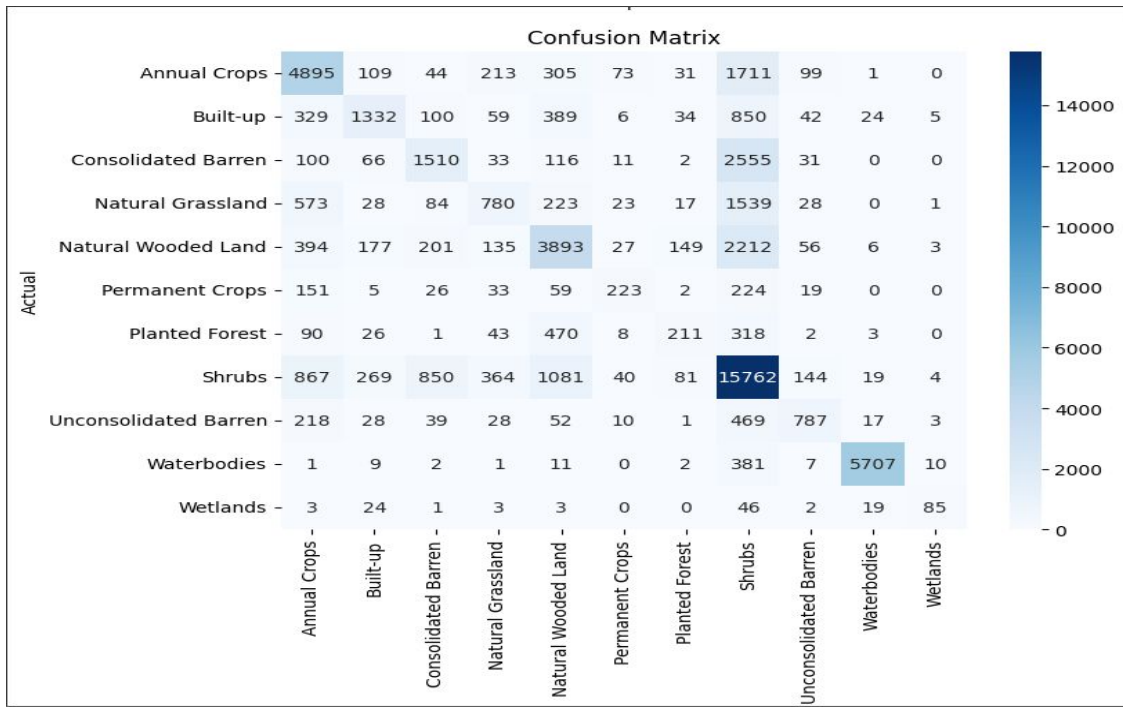 Confusion Matrix
Annual Crops 4895 109 44 213 305 73 31 1711 99 1 0
Built-up 329 1332 100 59 389 6 34 850 42 24 5
Consolidated Barren 100 66 1510 33 116 11 2 2555 31 0 0
Natural Grassland 573 28 84 780 223 23 17 1539 28 0 1
Natural Wooded Land 394 177 201 135 3893 27 149 2212 56 6 3
Permanent Crops 151 5 26 33 59 223 2 224 19 0 0
Planted Forest 90 26 1 43 470 8 211 318 2 3 0
Shrubs 867 269 850 364 1081 40 81 15762 144 19 4
Unconsolidated Barren 218 28 39 28 52 10 1 469 787 17 3
Waterbodies 1 9 2 1 11 0 2 381 7 5707 10
Wetlands 3 24 1 3 3 0 0 46 2 19 85
Actual
Annual Crops
Built-up
Consolidated Barren
Natural Grassland
Natural Wooded Land
Permanent Crops
Planted Forest
Shrubs
Unconsolidated Barren
Waterbodies
Wetlands
14000
12000
10000
8000
6000
4000
2000
0